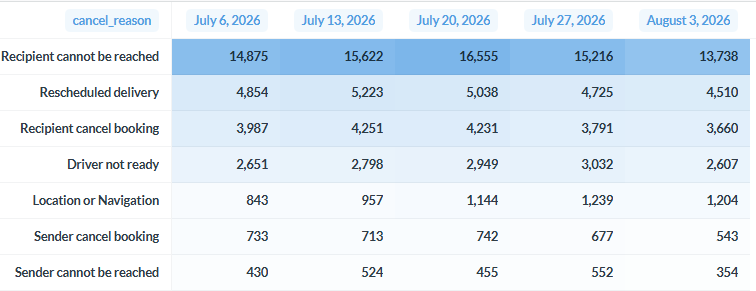 cancel_reason July 6, 2026 July 13, 2026 July 20, 2026 July 27, 2026 August 3, 2026
Recipient cannot be reached 14,875 15,622 16,555 15,216 13,738
Rescheduled delivery 4,854 5,223 5,038 4,725 4,510
Recipient cancel booking 3,987 4,251 4,231 3,791 3,660
Driver not ready 2,651 2,798 2,949 3,032 2,607
Location or Navigation 843 957 1,144 1,239 1,204
Sender cancel booking 733 713 742 677 543
Sender cannot be reached 430 524 455 552 354